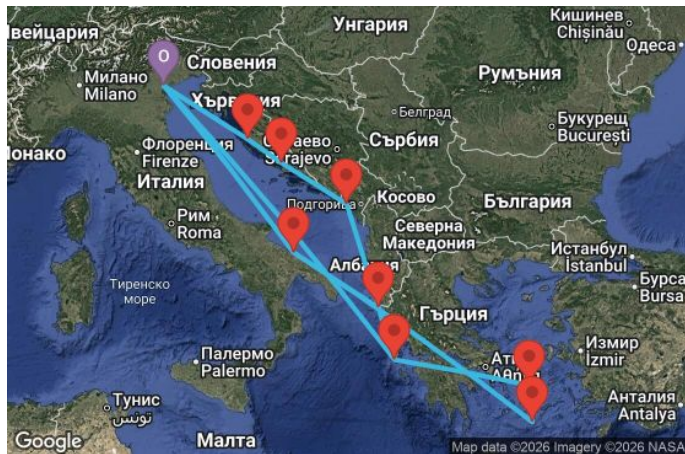 Кишинев
Chișinău
Унгария
вейцария
Одеса
Словения
Милано
Milano
Румъния
O
Хърватия
Белград
Букурещ
București
Монако
Флоренция
Firenze
Сараево
Sarajevo
Сърбия
Италия
Косово
България
Подгорица
Рим
Roma
Северна
Македония
Истанбул
İstanbul
Албания
Бурса
Bursa
Тиренско
море
Гърция
Палермо
Palermo
Измир
İzmir
Анталия
Antalya
Тунис
تونس
Малта
Google
Map data ©2026 Imagery ©2026 NASA